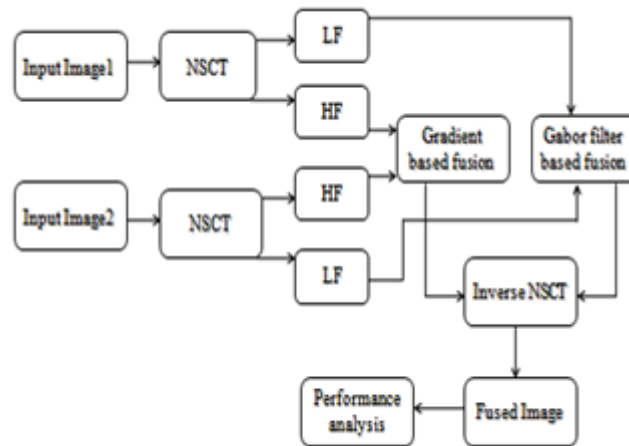 LF
Input Image1
NSCT
HF
Gradient
based fusion
Gabor filter
based fusion
HF
Input Image2
NSCT
LF
Inverse NSCT
Performance
analysis
Fused Image